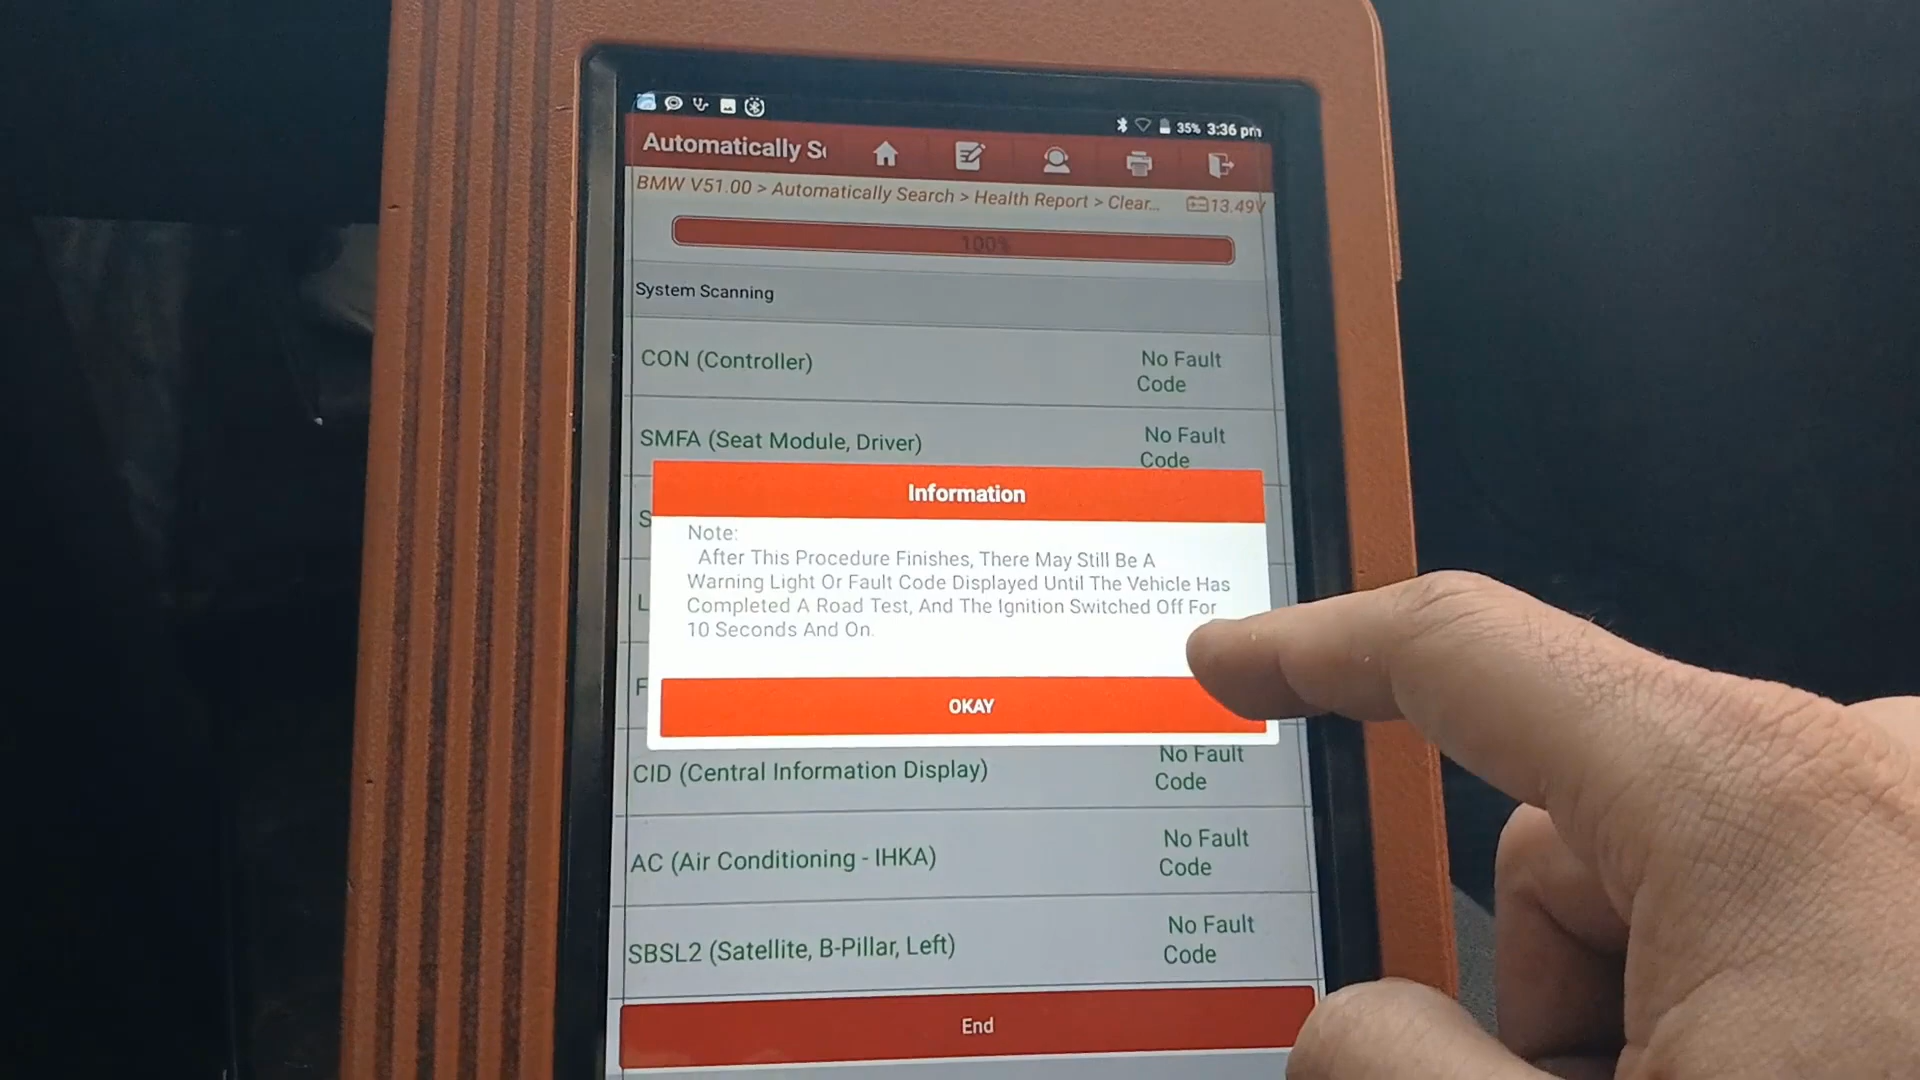 35% 3:36 pm
Automatically S
BMW V51.00 > Automatically Search > Health Report > Clear... 13.49V
100%
System Scanning
CON (Controller) No Fault
Code
SMFA (Seat Module, Driver) No Fault
Code
S
Information
Note:
After This Procedure Finishes, There May Still Be A
Warning Light Or Fault Code Displayed Until The Vehicle Has
L
Completed A Road Test, And The Ignition Switched Off For
10 Seconds And On.
F
OKAY
CID (Central Information Display) No Fault
Code
AC (Air Conditioning - IHKA) No Fault
Code
SBSL2 (Satellite, B-Pillar, Left) No Fault
Code
End